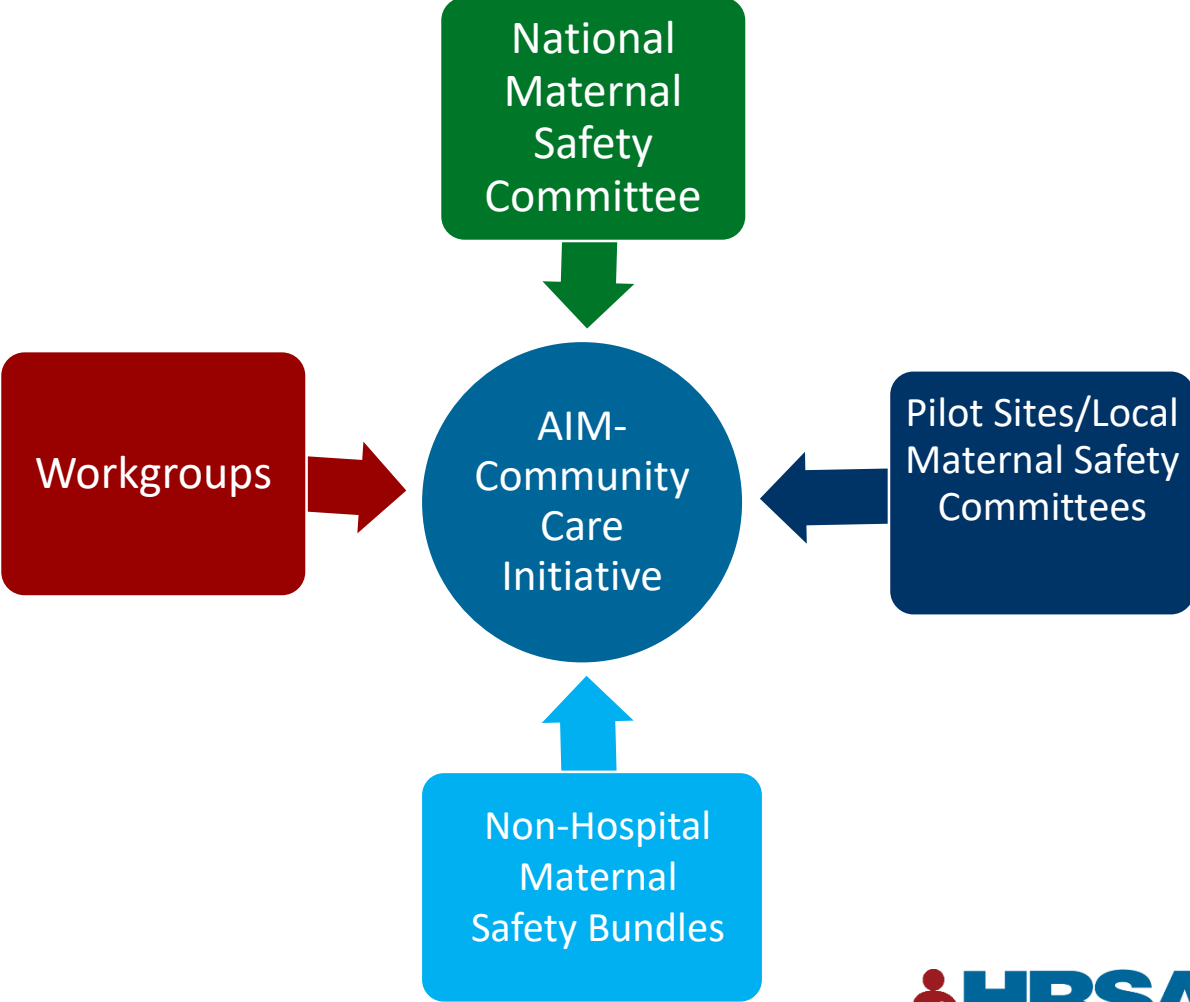 National
Maternal
Safety
Committee
Workgroups
AIM-
Community
Care
Initiative
Pilot Sites/Local
Maternal Safety
Committees
Non-Hospital
Maternal
Safety Bundles
HRSA